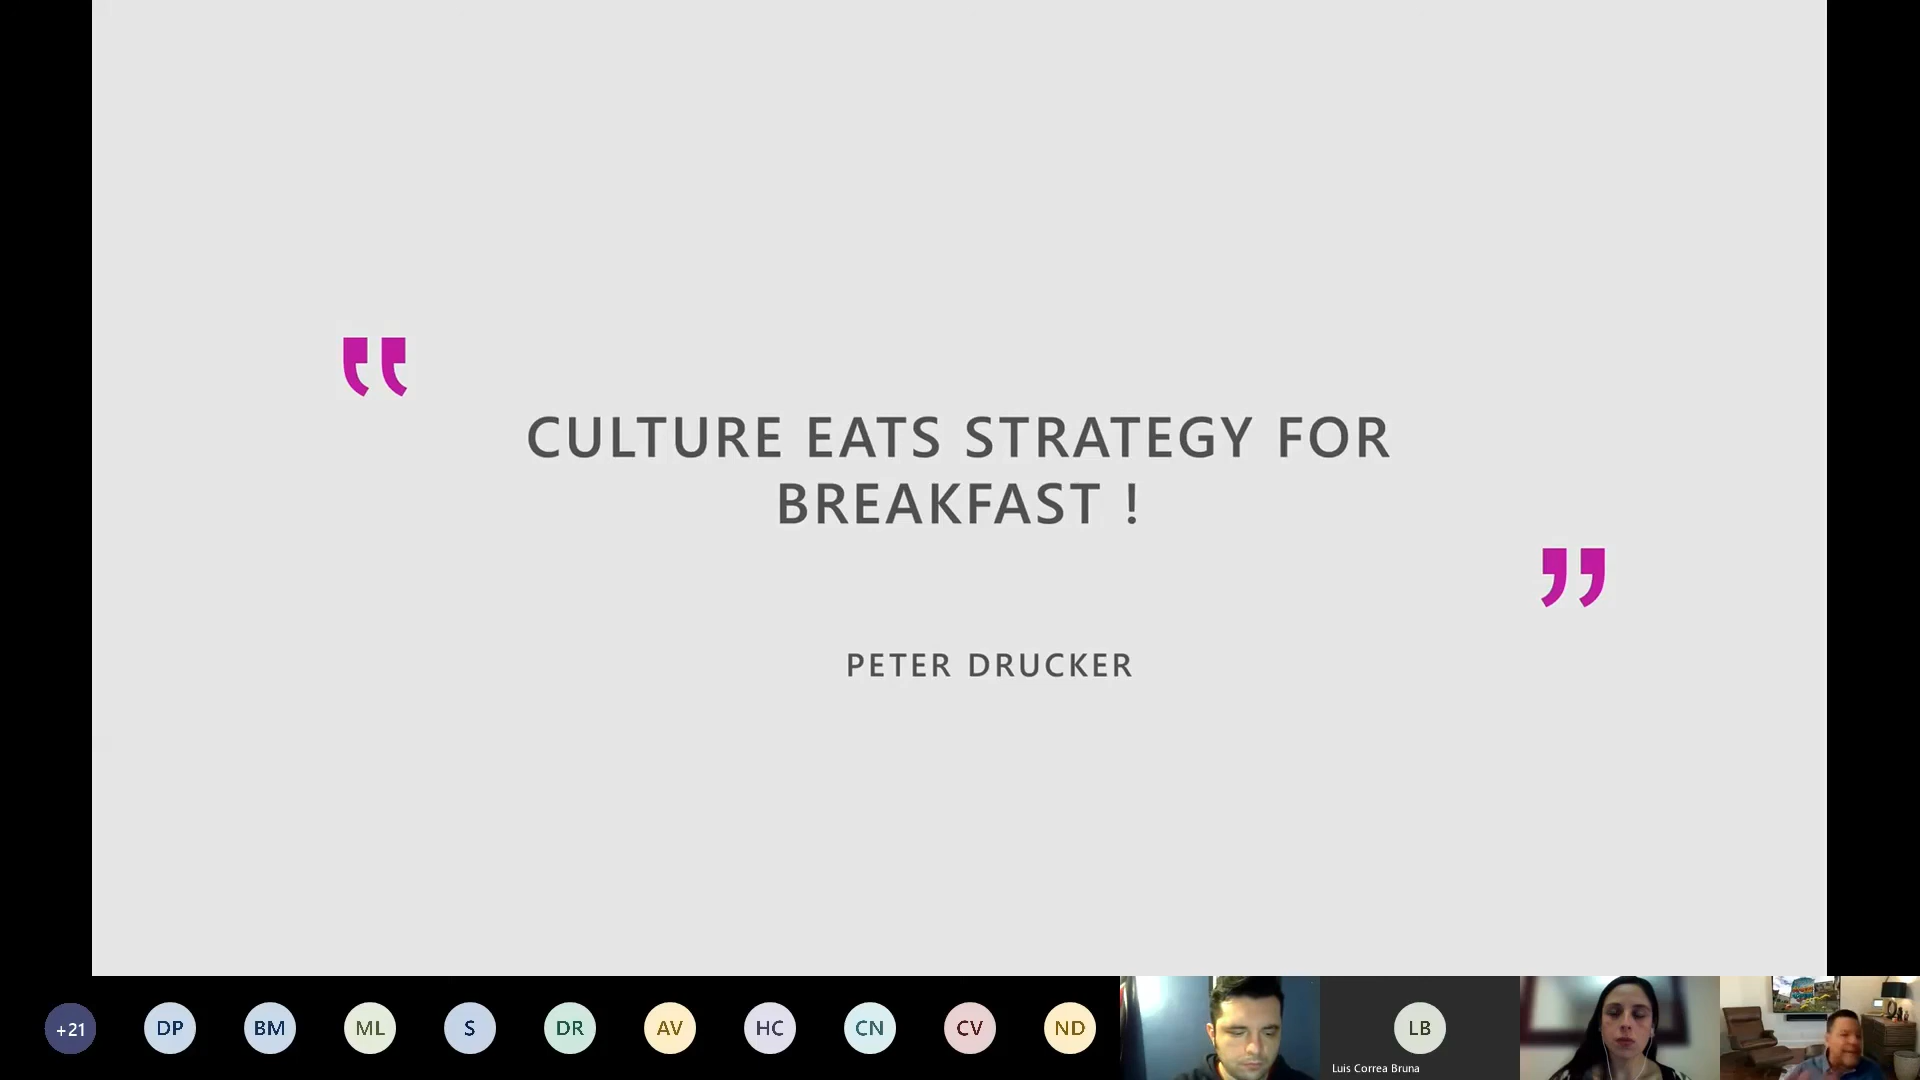 “
CULTURE EATS STRATEGY FOR
BREAKFAST !
”
PETER DRUCKER
+21
DP
BM
ML
S
DR
AV
HC
CN
CV
ND
LB
Luis Correa Bruna